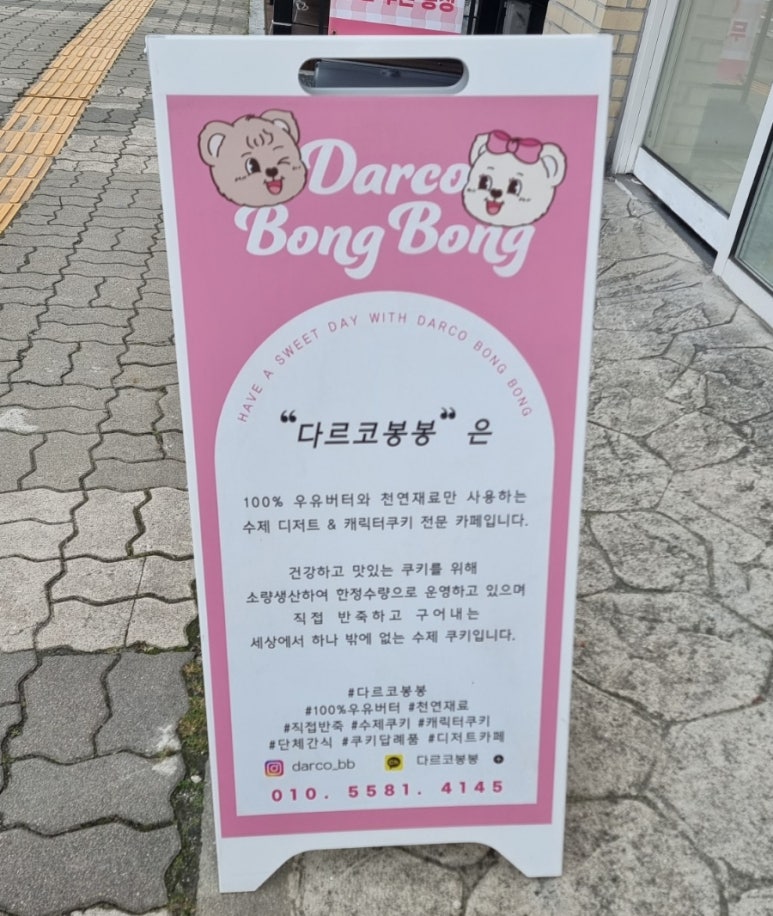 Darco
Bong Bong
HAVE A SWEET DAY WITH DARCO BONG BONG
“다르코봉봉” 은
100% 우유버터와 천연재료만 사용하는
수제 디저트 & 캐릭터쿠키 전문 카페입니다.
건강하고 맛있는 쿠키를 위해
소량생산하여 한정수량으로 운영하고 있으며
직접 반죽하고 구어내는
세상에서 하나 밖에 없는 수제 쿠키입니다.
#다르코봉봉
#100%우유버터 #천연재료
#직접반죽 #수제쿠키 #캐릭터쿠키
#단체간식 #쿠키답례품 #디저트카페
darco_bb 다르코봉봉
010. 5581. 4145